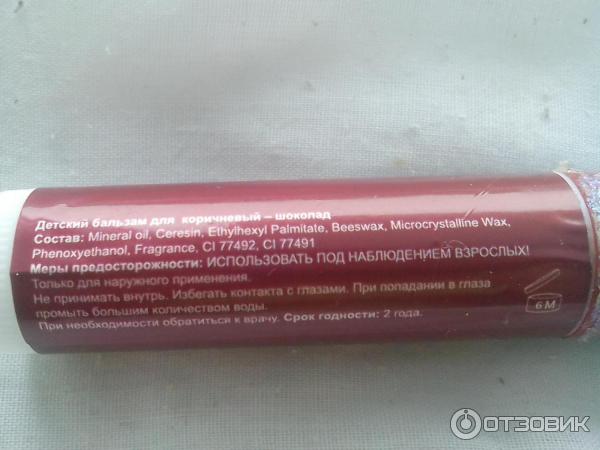 Детский бальзам для коричневый – шоколад
Состав: Mineral oil, Ceresin, Ethylhexyl Palmitate, Beeswax, Microcrystalline Wax,
Phenoxyethanol, Fragrance, CI 77492, CI 77491
Меры предосторожности: ИСПОЛЬЗОВАТЬ ПОД НАБЛЮДЕНИЕМ ВЗРОСЛЫХ!
Только для наружного применения.
Не принимать внутрь. Избегать контакта с глазами. При попадании в глаза
промыть большим количеством воды.
При необходимости обратиться к врачу. Срок годности: 2 года.
6 M
ОТЗОВИК